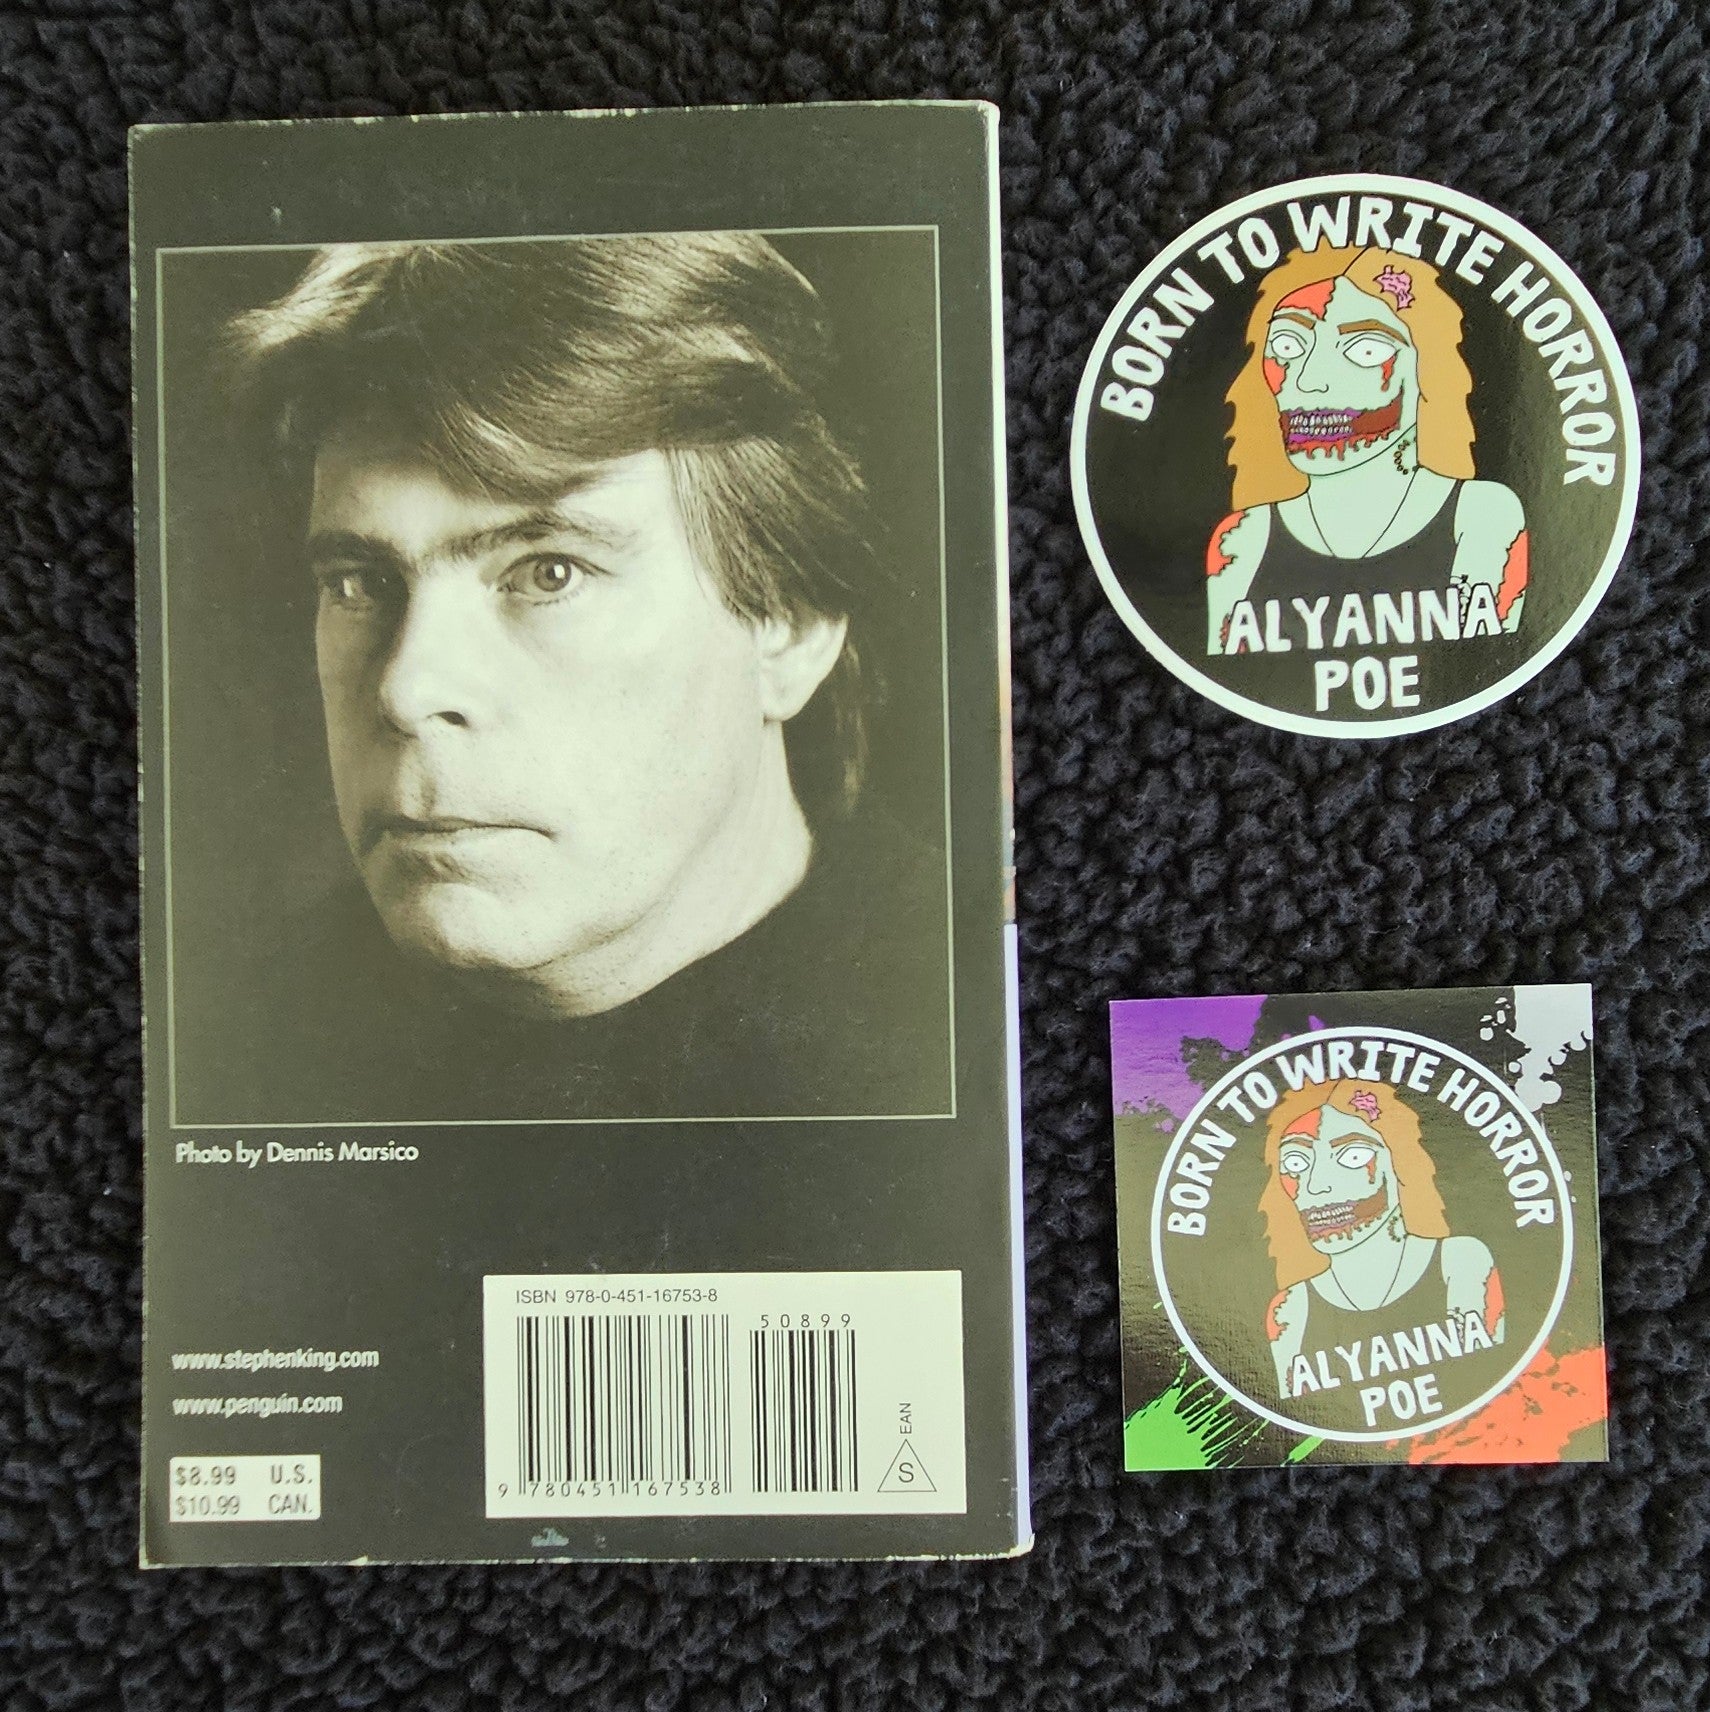 Photo by Dennis Marsico
www.stephenking.com
www.penguin.com
$8.99 U.S.
$10.99 CAN.
ISBN 978-0-451-16753-8
50899
9 780451 167538
EAN
S
BORN TO WRITE HORROR
ALYANNA
POE
BORN TO WRITE HORROR
ALYANNA
POE